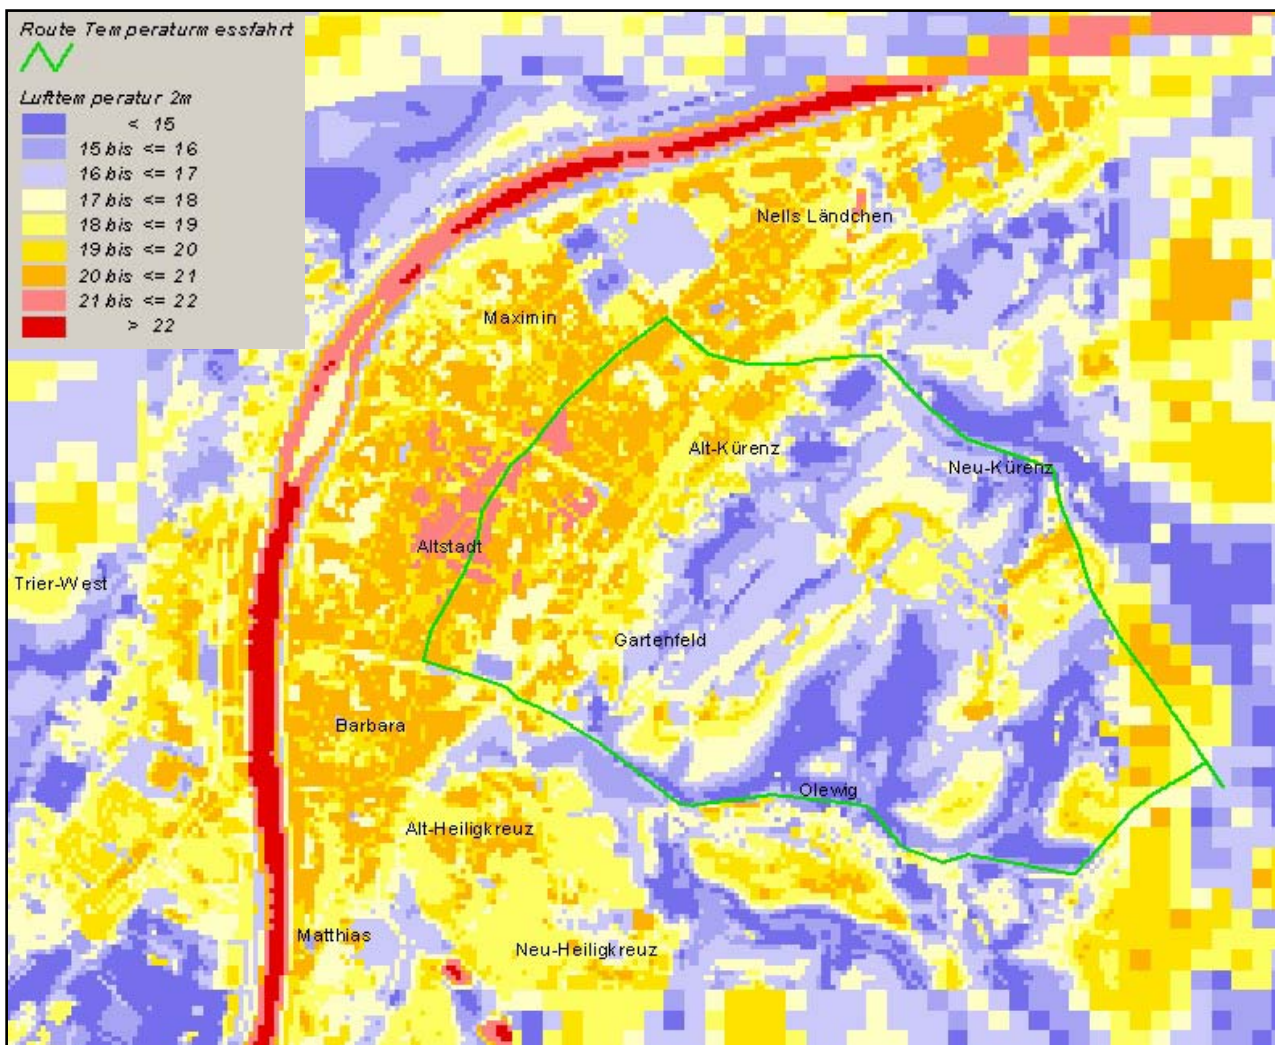 Route Temperaturmessfahrt
Lufttemperatur 2m
< 15
15 bis <= 16
16 bis <= 17
17 bis <= 18
18 bis <= 19
19 bis <= 20
20 bis <= 21
21 bis <= 22
> 22
Nells Ländchen
Maximin
Alt-Kürenz
Neu-Kürenz
Altstadt
Trier-West
Gartenfeld
Barbara
Olewig
Alt-Heiligkreuz
Matthias
Neu-Heiligkreuz